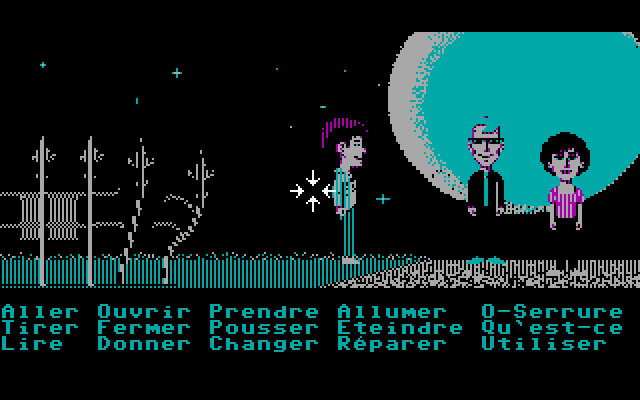 Aller Ouvrir Prendre Allumer O-Serrure
Tirer Fermer Pousser Eteindre Qu'est-ce
Lire Donner Changer Réparer Utiliser